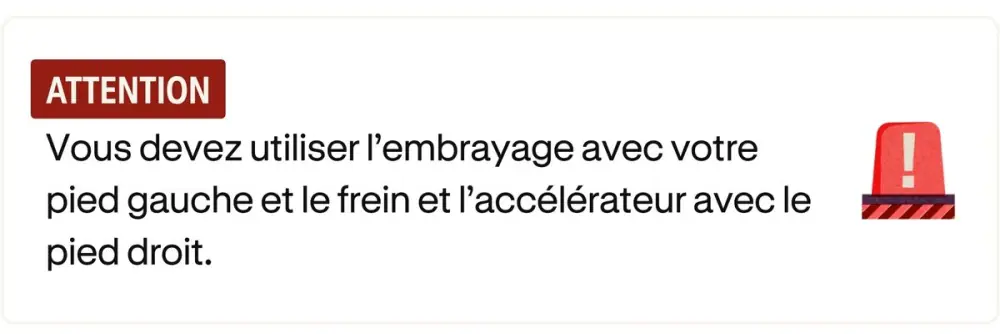 ATTENTION
Vous devez utiliser l’embrayage avec votre
pied gauche et le frein et l’accélérateur avec le
pied droit.
!